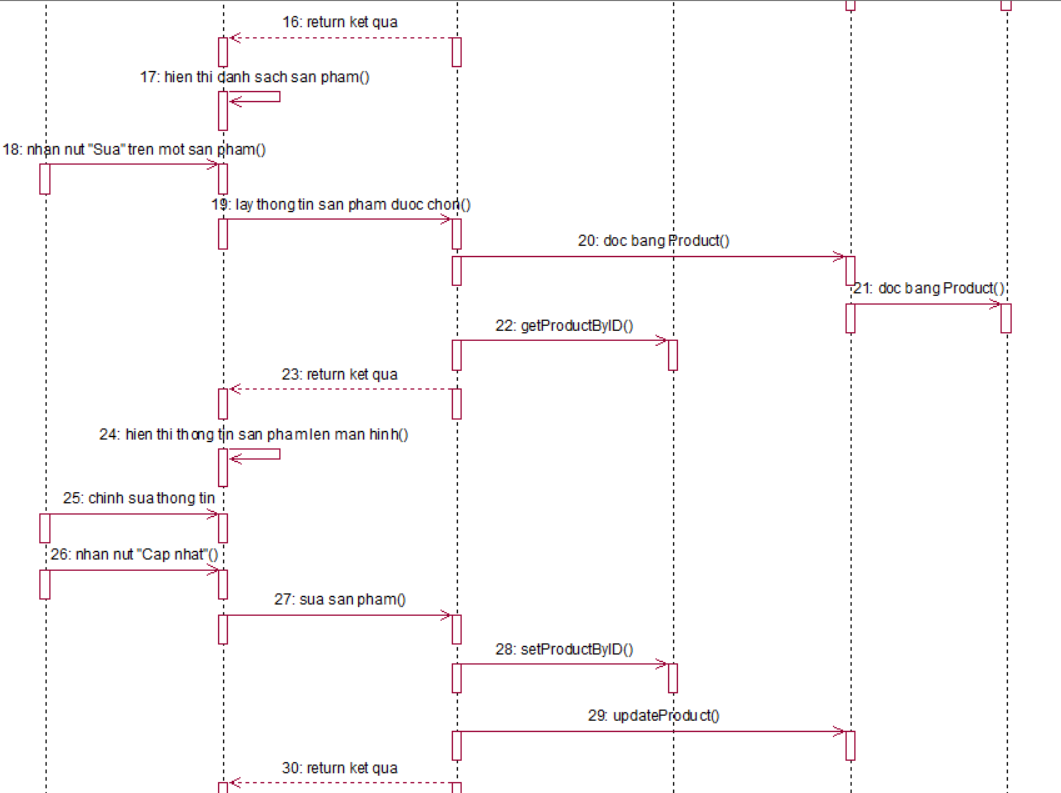 16: return ket qua
17: hien thi danh sach san pham()
18: nhan nut "Sua" tren mot san pham()
19: lay thong tin san pham duoc chon()
20: doc bang Product()
21: doc bang Product()
22: getProductByID()
23: return ket qua
24: hien thi thong tin san pham len man hinh()
25: chinh sua thong tin
26: nhan nut "Cap nhat"()
27: sua san pham()
28: setProductByID()
29: updateProduct()
30: return ket qua